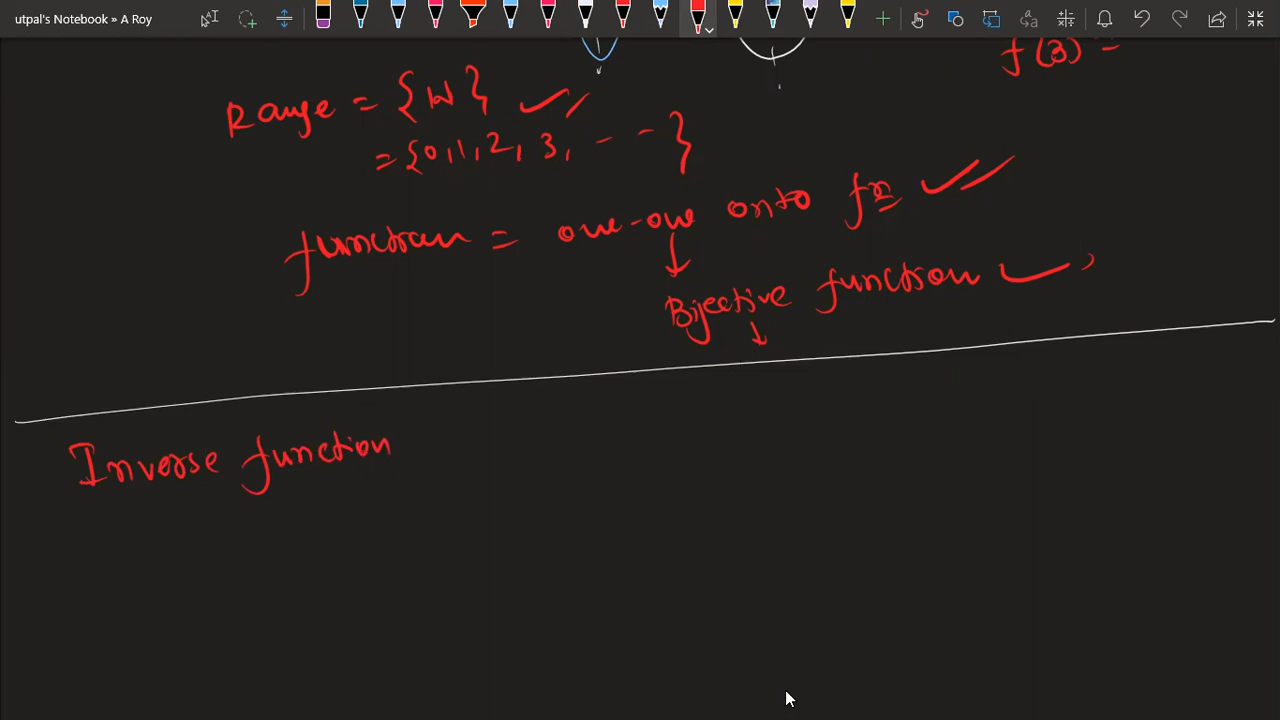 utpal's Notebook » A Roy
f(3) =
Range = {W}
= {0,1,2,3, - - }
function = one-one onto fn
Bijective function
Inverse function